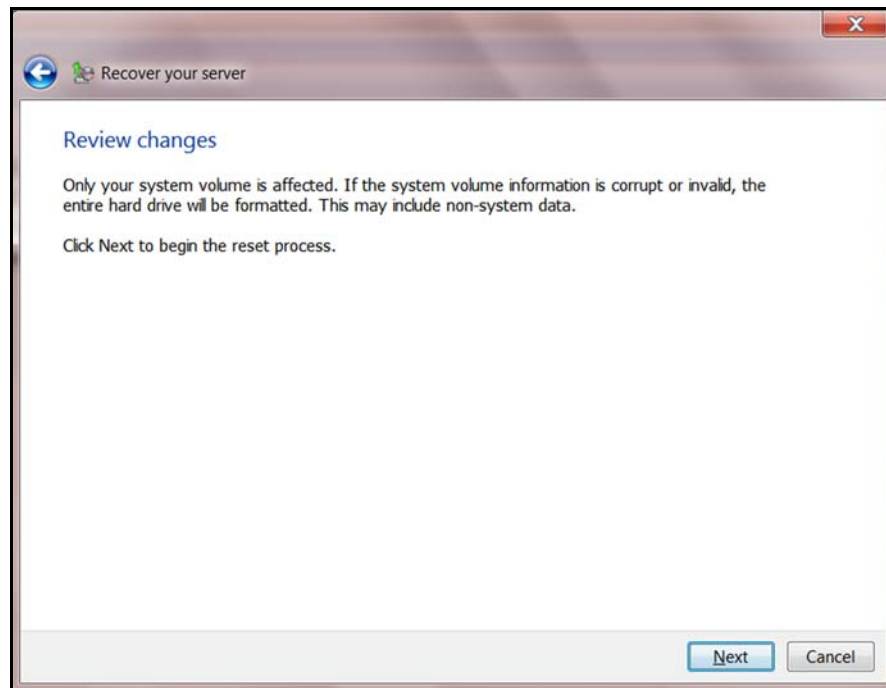 Recover your server
Review changes
Only your system volume is affected. If the system volume information is corrupt or invalid, the
entire hard drive will be formatted. This may include non-system data.
Click Next to begin the reset process.
Next
Cancel